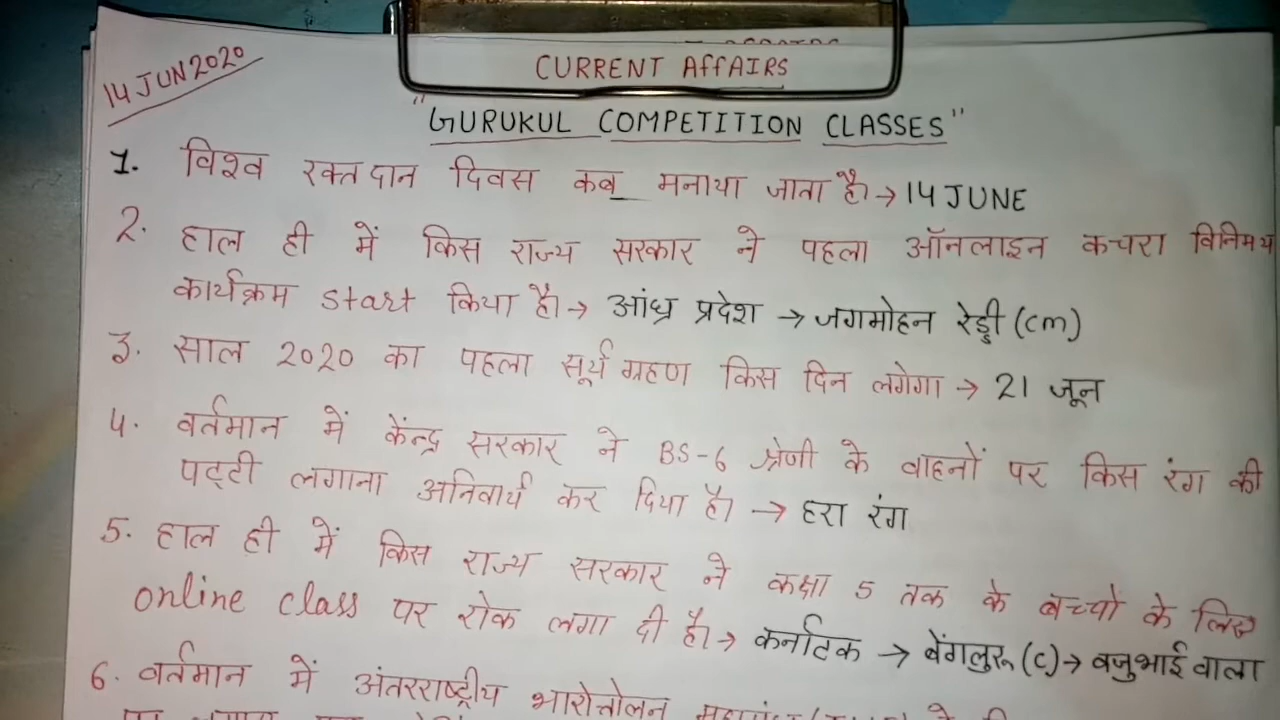 14 JUN 2020
CURRENT AFFAIRS
"GURUKUL COMPETITION CLASSES"
1. विश्व रक्तदान दिवस कब मनाया जाता है। → 14 JUNE
2. हाल ही में किस राज्य सरकार ने पहला ऑनलाइन कचरा विनिमय
कार्यक्रम start किया है। → आंध्र प्रदेश → जगमोहन रेड्डी (cm)
3. साल 2020 का पहला सूर्य ग्रहण किस दिन लगेगा → 21 जून
4. वर्तमान में केंन्द्र सरकार ने BS-6 श्रेणी के वाहनों पर किस रंग की
पट्टी लगाना अनिवार्य कर दिया है। → हरा रंग
5. हाल ही में किस राज्य सरकार ने कक्षा 5 तक के बच्चों के लिए
online class पर रोक लगा दी है। → कर्नाटक → बेंगलुरू (c) → वजुभाई वाला
6. वर्तमान में अंतरराष्ट्रीय भारोत्तोलन